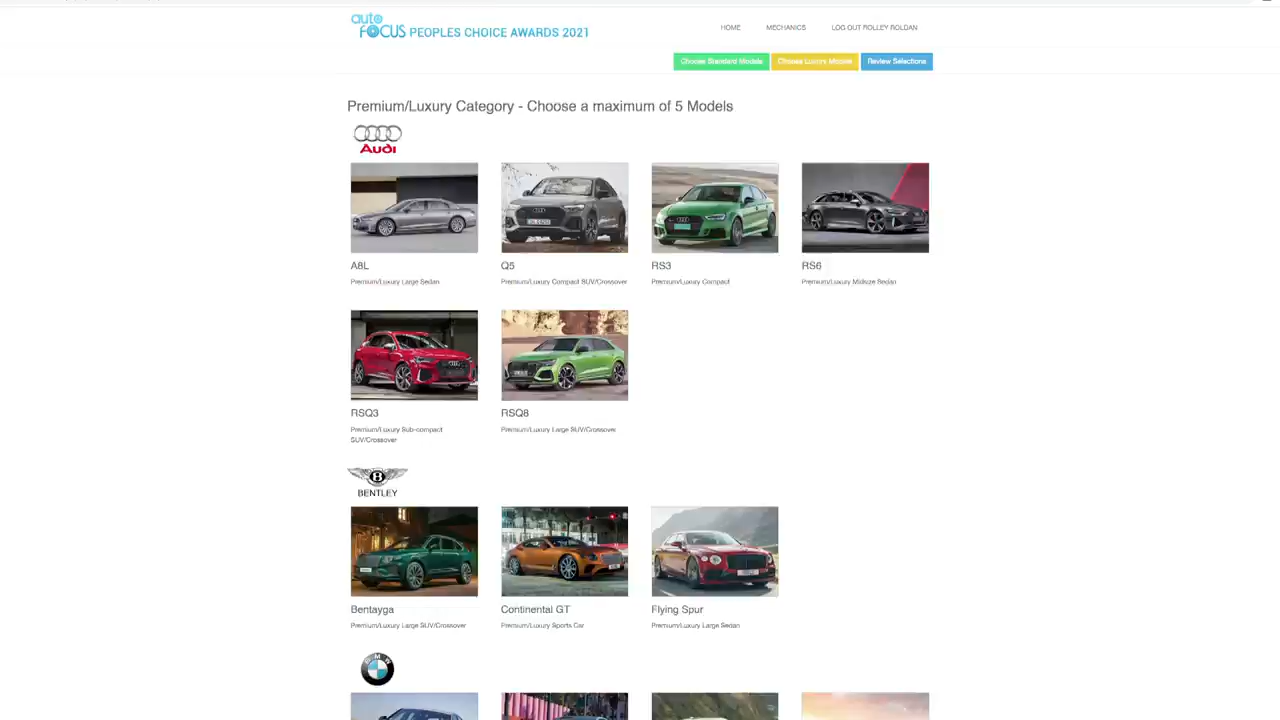 auto
FOCUS PEOPLES CHOICE AWARDS 2021
HOME MECHANICS LOG OUT ROLLEY ROLDAN
Choose Standard Models Choose Luxury Models Review Selections
Premium/Luxury Category - Choose a maximum of 5 Models
Audi
A8L Q5 RS3 RS6
Premium/Luxury Large Sedan Premium/Luxury Compact SUV/Crossover Premium/Luxury Compact Premium/Luxury Midsize Sedan
RSQ3 RSQ8
Premium/Luxury Sub-compact Premium/Luxury Large SUV/Crossover
SUV/Crossover
B
BENTLEY
Bentayga Continental GT Flying Spur
Premium/Luxury Large SUV/Crossover Premium/Luxury Sports Car Premium/Luxury Large Sedan
BMW